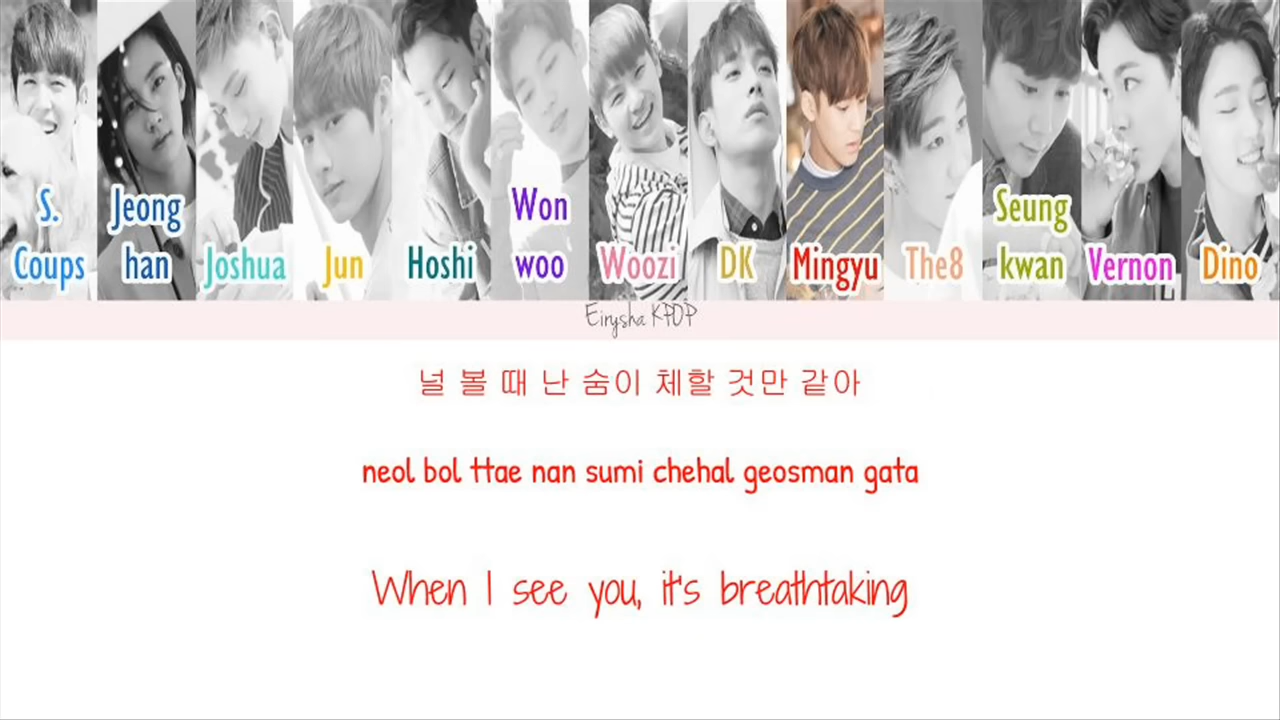 S.
Coups
Jeong
han
Joshua
Jun
Hoshi
Won
woo
Woozi
DK
Mingyu
The8
Seung
kwan
Vernon
Dino
Eirysha KPOP
널 볼 때 난 숨이 체할 것만 같아
neol bol ttae nan sumi chehal geosman gata
When I see you, it's breathtaking